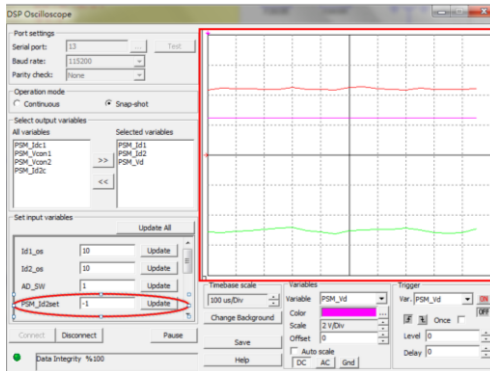 DSP Oscilloscope
Port settings
Serial port: 13 ... Test
Baud rate: 115200
Parity check: None
Operation mode
Continuous Snap-shot
Select output variables
All variables Selected variables
PSM_Idc1
PSM_Vcon1
PSM_Vcon2
PSM_Id2c
>>
<<
PSM_Id1
PSM_Id2
PSM_Vd
Set input variables
Update All
Id1_os 10 Update
Id2_os 10 Update
AD_SW 1 Update
PSM_Id2set -1 Update
Connect Disconnect Pause
Data Integrity %100
Timebase scale
100 us/Div
Change Background
Save
Help
Variables
Variable PSM_Vd
Color ...
Scale 2 V/Div
Offset 0
Auto scale
DC AC Gnd
Trigger
Var. PSM_Vd ON
OFF
Once
Level 0
Delay 0